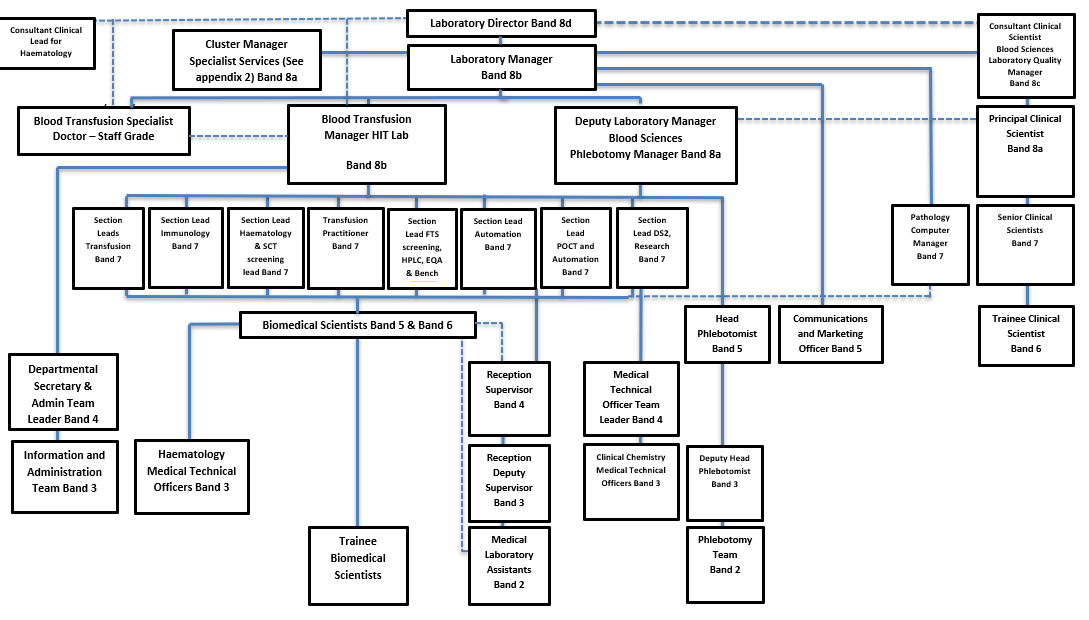 Laboratory Director Band 8d
Consultant Clinical
Lead for
Haematology
Cluster Manager
Specialist Services (See
appendix 2) Band 8a
Laboratory Manager
Band 8b
Consultant Clinical
Scientist
Blood Sciences
Laboratory Quality
Manager
Band 8c
Blood Transfusion Specialist
Doctor – Staff Grade
Blood Transfusion
Manager HIT Lab
Band 8b
Deputy Laboratory Manager
Blood Sciences
Phlebotomy Manager Band 8a
Principal Clinical
Scientist
Band 8a
Section
Leads
Transfusion
Band 7
Section Lead
Immunology
Band 7
Section Lead
Haematology
& SCT
screening
lead Band 7
Transfusion
Practitioner
Band 7
Section
Lead FTS
screening,
HPLC, EQA
& Bench
Section Lead
Automation
Band 7
Section
Lead
POCT and
Automation
Band 7
Section
Lead DS2,
Research
Band 7
Pathology
Computer
Manager
Band 7
Senior Clinical
Scientists
Band 7
Biomedical Scientists Band 5 & Band 6
Head
Phlebotomist
Band 5
Communications
and Marketing
Officer Band 5
Trainee Clinical
Scientist
Band 6
Departmental
Secretary &
Admin Team
Leader Band 4
Reception
Supervisor
Band 4
Medical
Technical
Officer Team
Leader Band 4
Information and
Administration
Team Band 3
Haematology
Medical Technical
Officers Band 3
Reception
Deputy
Supervisor
Band 3
Clinical Chemistry
Medical Technical
Officers Band 3
Deputy Head
Phlebotomist
Band 3
Trainee
Biomedical
Scientists
Medical
Laboratory
Assistants
Band 2
Phlebotomy
Team
Band 2